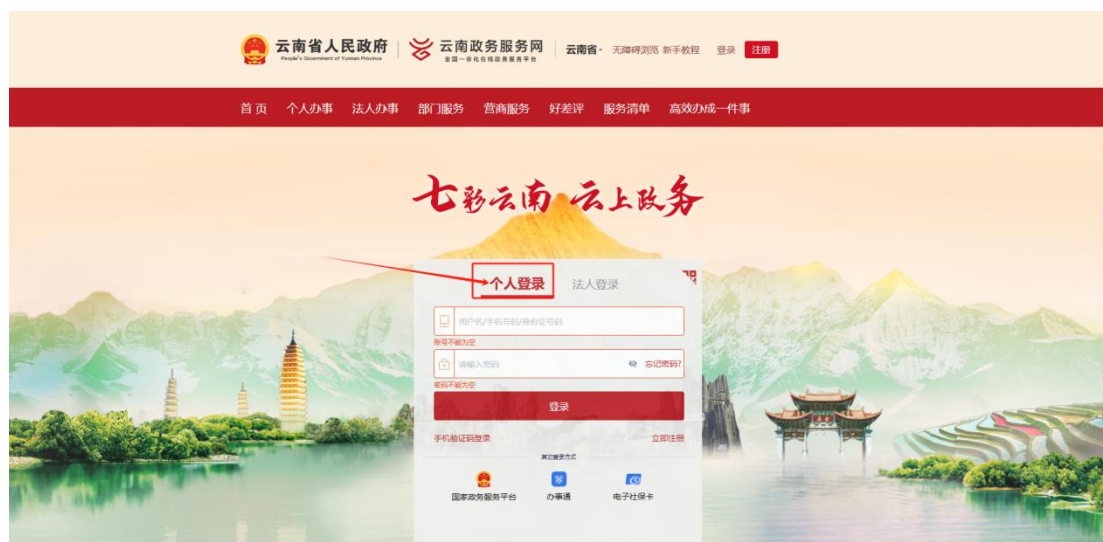 云南省人民政府 云南政务服务网 云南省 无障碍浏览 新手教程 登录 注册
People's Government of Yunnan Province 全国一体化在线政务服务平台
首页 个人办事 法人办事 部门服务 营商服务 好差评 服务清单 高效办成一件事
七彩云南 云上政务
个人登录 法人登录
用户名/手机号码/身份证号码
账号不能为空
请输入密码 忘记密码?
密码不能为空
登录
手机验证码登录 立即注册
其它登录方式
国家政务服务平台 办事通 电子社保卡